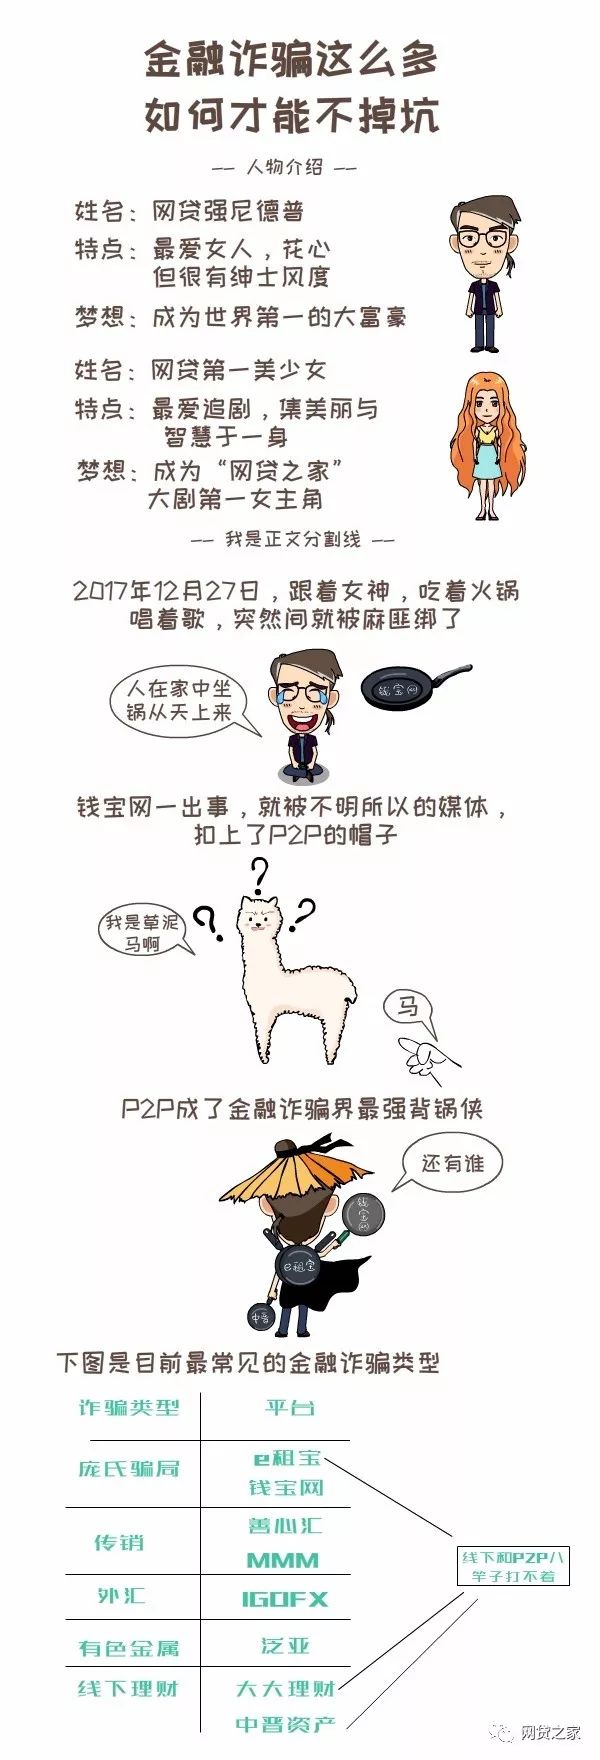 金融诈骗这么多
如何才能不掉坑
-- 人物介绍 --
姓名：网贷强尼德普
特点：最爱女人，花心
但很有绅士风度
梦想：成为世界第一的大富豪
姓名：网贷第一美少女
特点：最爱追剧，集美丽与
智慧于一身
梦想：成为“网贷之家”
大剧第一女主角
-- 我是正文分割线 --
2017年12月27日，跟着女神，吃着火锅
唱着歌，突然间就被麻匪绑了
人在家中坐
锅从天上来
钱宝网
钱宝网一出事，就被不明所以的媒体，
扣上了P2P的帽子
? ? ?
我是草泥
马啊
马
P2P成了金融诈骗界最强背锅侠
还有谁
钱宝网
e租宝
中晋
下图是目前最常见的金融诈骗类型
诈骗类型 平台
庞氏骗局 e租宝
钱宝网
传销 善心汇
MMM
外汇 IGOFX
有色金属 泛亚
线下理财 大大理财
中晋资产
线下和P2P八
竿子打不着
网贷之家